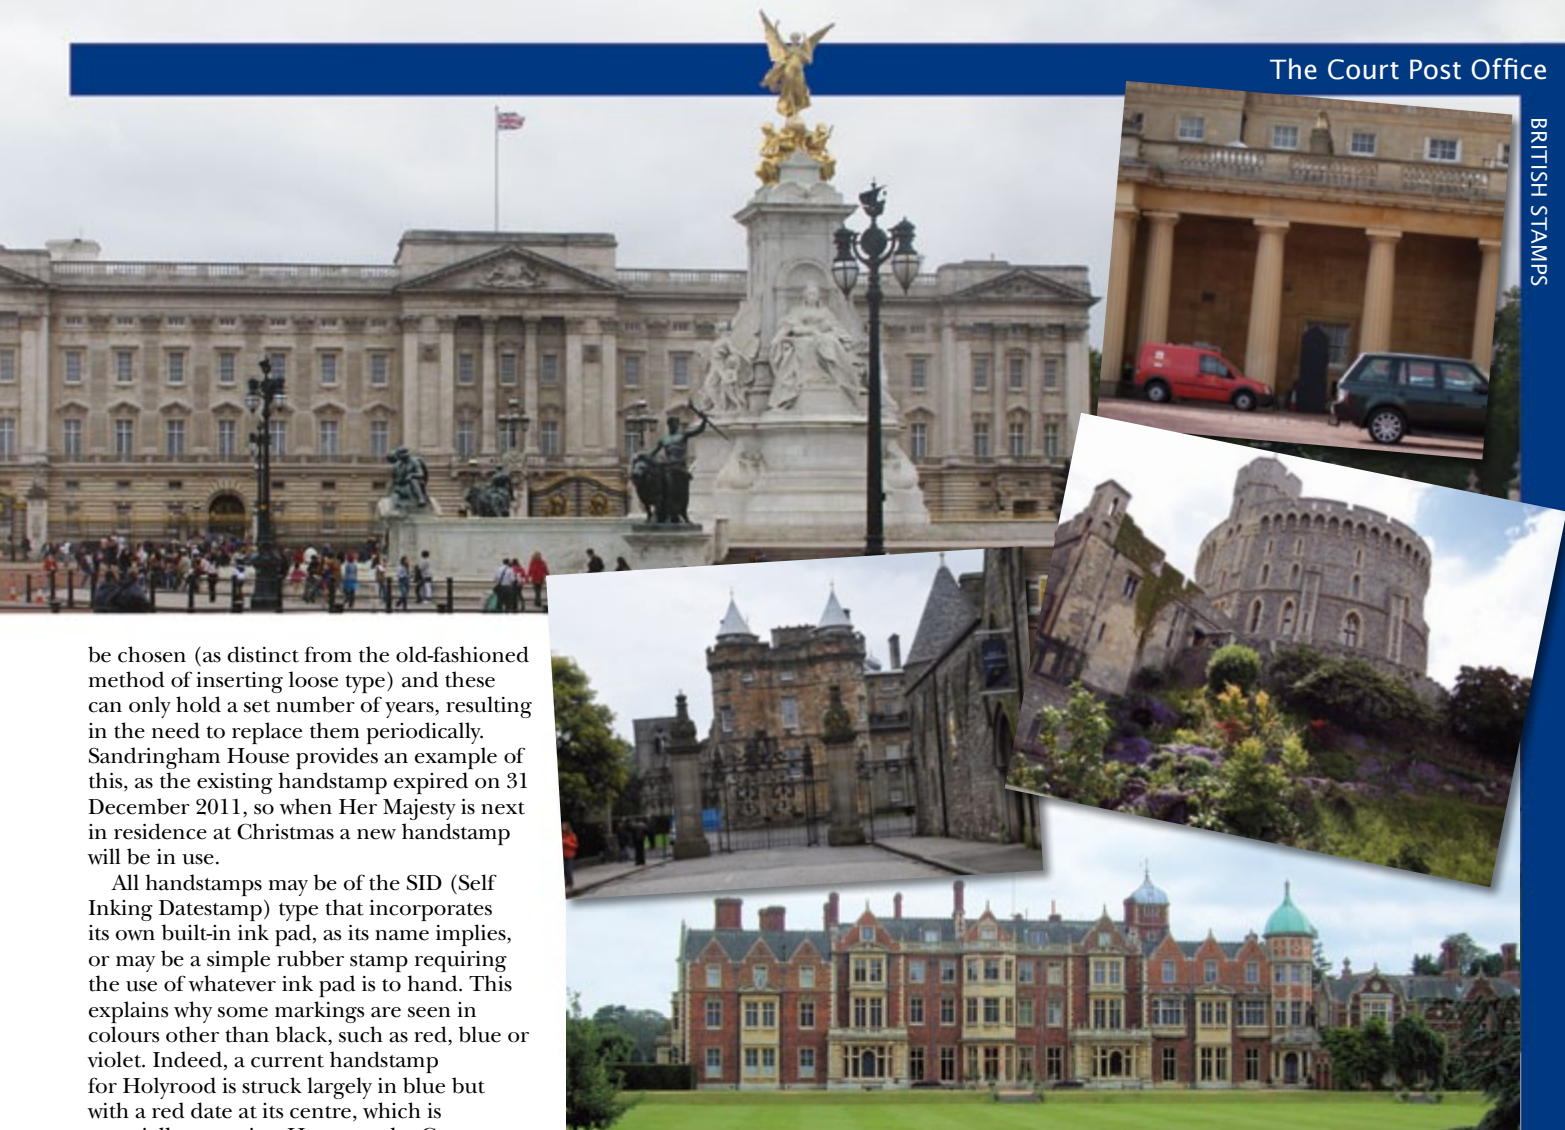 The Court Post Office
BRITISH STAMPS
be chosen (as distinct from the old-fashioned
method of inserting loose type) and these
can only hold a set number of years, resulting
in the need to replace them periodically.
Sandringham House provides an example of
this, as the existing handstamp expired on 31
December 2011, so when Her Majesty is next
in residence at Christmas a new handstamp
will be in use.
All handstamps may be of the SID (Self
Inking Datestamp) type that incorporates
its own built-in ink pad, as its name implies,
or may be a simple rubber stamp requiring
the use of whatever ink pad is to hand. This
explains why some markings are seen in
colours other than black, such as red, blue or
violet. Indeed, a current handstamp
for Holyrood is struck largely in blue but
with a red date at its centre, which is